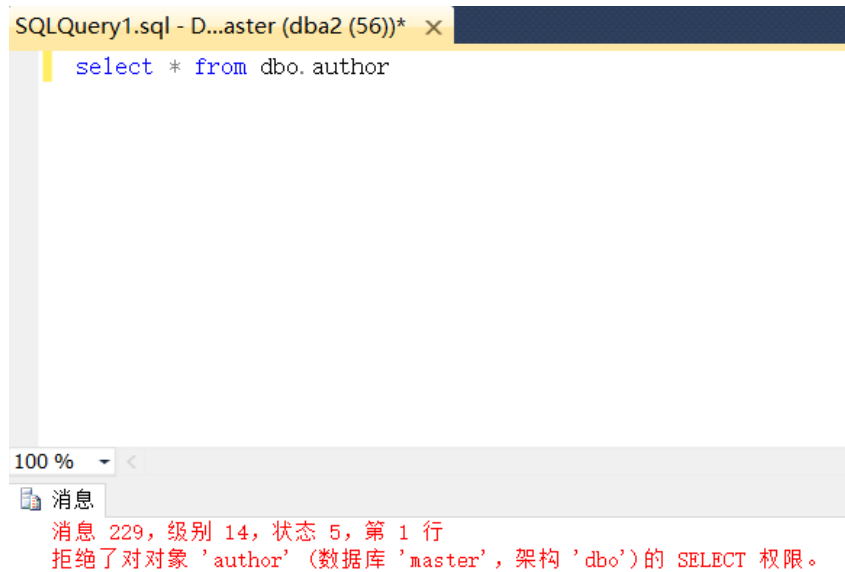 SQLQuery1.sql - D...aster (dba2 (56))* ×
select * from dbo.author
100 %
消息
消息 229，级别 14，状态 5，第 1 行
拒绝了对对象 'author' (数据库 'master'，架构 'dbo')的 SELECT 权限。